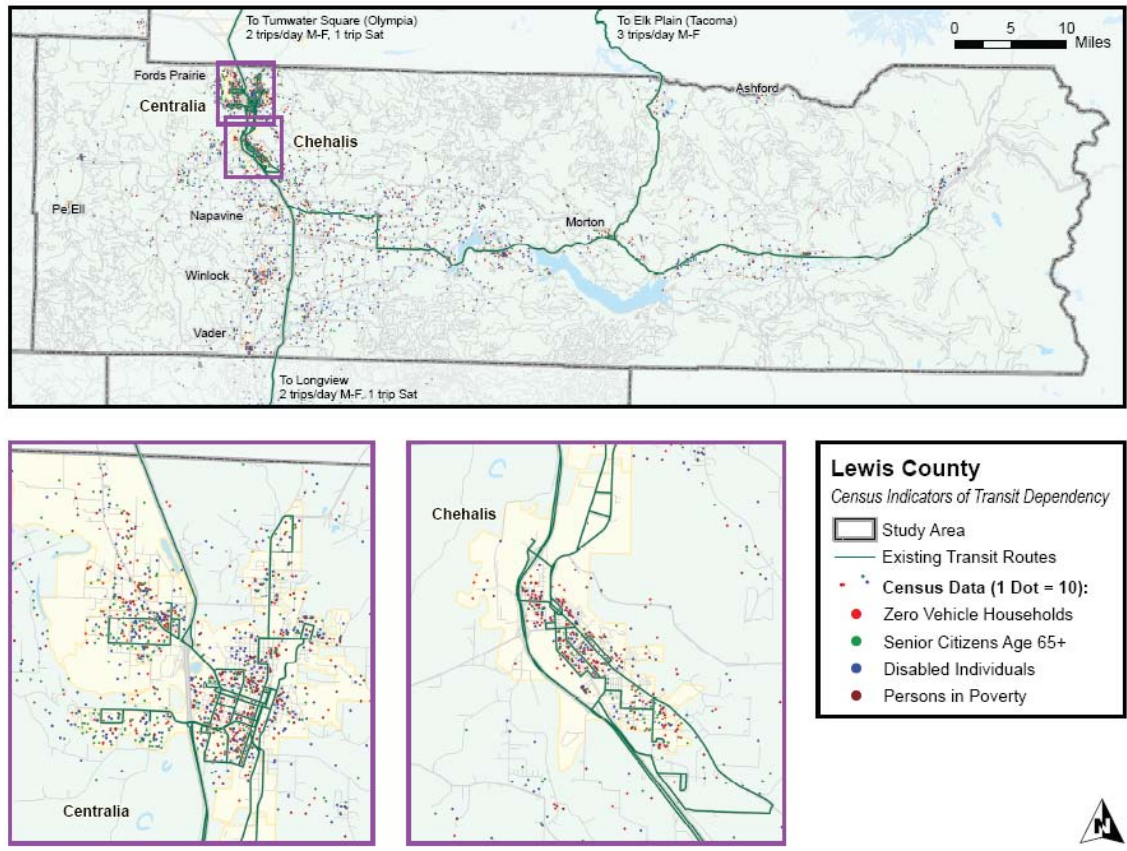 To Tumwater Square (Olympia)
2 trips/day M-F, 1 trip Sat
To Elk Plain (Tacoma)
3 trips/day M-F
0 5 10
Miles
Fords Prairie
Centralia
Ashford
Chehalis
Pe Ell
Napavine
Morton
Winlock
Vader
To Longview
2 trips/day M-F, 1 trip Sat
Centralia
Chehalis
Lewis County
Census Indicators of Transit Dependency
Study Area
Existing Transit Routes
Census Data (1 Dot = 10):
Zero Vehicle Households
Senior Citizens Age 65+
Disabled Individuals
Persons in Poverty
N